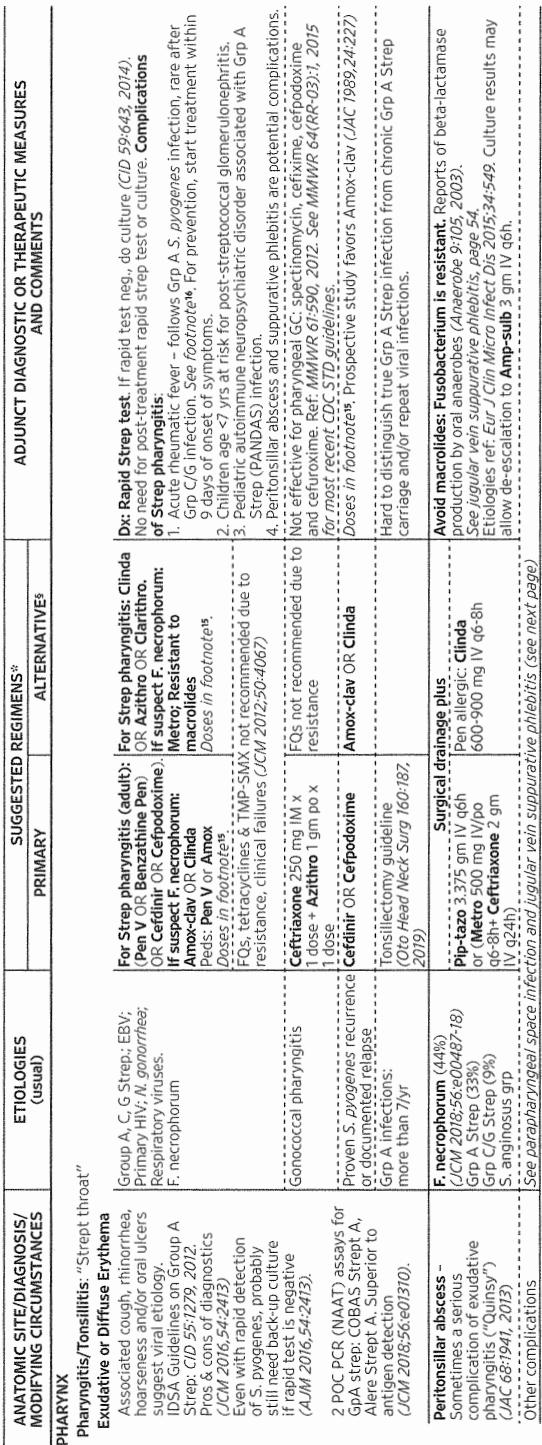 ANATOMIC SITE/DIAGNOSIS/
MODIFYING CIRCUMSTANCES
ETIOLOGIES
(usual)
SUGGESTED REGIMENS*
PRIMARY
ALTERNATIVE§
ADJUNCT DIAGNOSTIC OR THERAPEUTIC MEASURES
AND COMMENTS
PHARYNX
Pharyngitis/Tonsillitis: "Strept throat"
Exudative or Diffuse Erythema
Associated cough, rhinorrhea,
hoarseness and/or oral ulcers
suggest viral etiology.
IDSA Guidelines on Group A
Strep: CID 55:1279, 2012.
Pros & cons of diagnostics
(JCM 2016,54:2413)
Even with rapid detection
of S. pyogenes, probably
still need back-up culture
if rapid test is negative
(AJM 2016,54:2413).
2 POC PCR (NAAT) assays for
GpA strep: COBAS Strept A,
Alere Strept A. Superior to
antigen detection
(JCM 2018;56:e01310).
Group A, C, G Strep.; EBV;
Primary HIV; N. gonorrhea;
Respiratory viruses.
F. necrophorum
For Strep pharyngitis (adult):
(Pen V OR Benzathine Pen)
OR Cefdinir OR Cefpodoxime).
If suspect F. necrophorum:
Amox-clav OR Clinda
Peds: Pen V or Amox
Doses in footnote15.
For Strep pharyngitis: Clinda
OR Azithro OR Clarithro.
If suspect F. necrophorum:
Metro; Resistant to
macrolides
Doses in footnote15.
FQs, tetracyclines & TMP-SMX not recommended due to
resistance, clinical failures (JCM 2012;50:4067)
Dx: Rapid Strep test. If rapid test neg., do culture (CID 59:643, 2014).
No need for post-treatment rapid strep test or culture. Complications
of Strep pharyngitis:
1. Acute rheumatic fever – follows Grp A S. pyogenes infection, rare after
Grp C/G infection. See footnote16. For prevention, start treatment within
9 days of onset of symptoms.
2. Children age <7 yrs at risk for post-streptococcal glomerulonephritis.
3. Pediatric autoimmune neuropsychiatric disorder associated with Grp A
Strep (PANDAS) infection.
4. Peritonsillar abscess and suppurative phlebitis are potential complications.
Gonococcal pharyngitis
Ceftriaxone 250 mg IM x
1 dose + Azithro 1 gm po x
1 dose
FQs not recommended due to
resistance
Not effective for pharyngeal GC: spectinomycin, cefixime, cefpodoxime
and cefuroxime. Ref: MMWR 61:590, 2012. See MMWR 64(RR-03):1, 2015
for most recent CDC STD guidelines.
Proven S. pyogenes recurrence
or documented relapse
Cefdinir OR Cefpodoxime
Amox-clav OR Clinda
Doses in footnote15. Prospective study favors Amox-clav (JAC 1989,24:227)
Grp A infections:
more than 7/yr
Tonsillectomy guideline
(Oto Head Neck Surg 160:187,
2019)
Hard to distinguish true Grp A Strep infection from chronic Grp A Strep
carriage and/or repeat viral infections.
Peritonsillar abscess –
Sometimes a serious
complication of exudative
pharyngitis ("Quinsy")
(JAC 68:1941, 2013)
F. necrophorum (44%)
(JCM 2018;56:e00487-18)
Grp A Strep (33%)
Grp C/G Strep (9%)
S. anginosus grp
Surgical drainage plus
Pip-tazo 3.375 gm IV q6h
or (Metro 500 mg IV/po
q6-8h+ Ceftriaxone 2 gm
IV q24h)
Pen allergic: Clinda
600-900 mg IV q6-8h
Avoid macrolides: Fusobacterium is resistant. Reports of beta-lactamase
production by oral anaerobes (Anaerobe 9:105, 2003).
See jugular vein suppurative phlebitis, page 54.
Etiologies ref: Eur J Clin Micro Infect Dis 2015;34:549. Culture results may
allow de-escalation to Amp-sulb 3 gm IV q6h.
Other complications
See parapharyngeal space infection and jugular vein suppurative phlebitis (see next page)